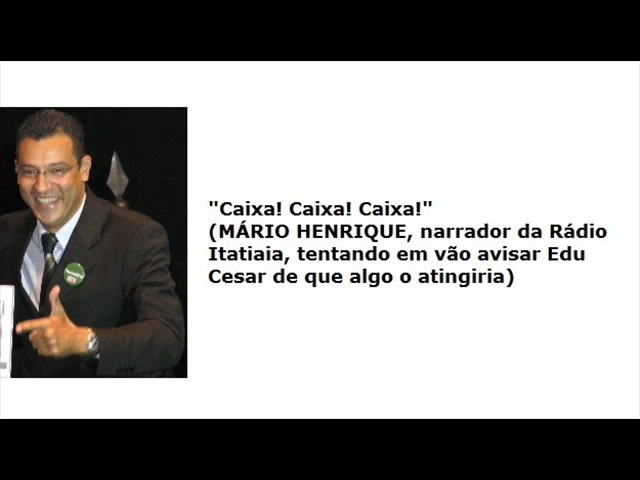 "Caixa! Caixa! Caixa!"
(MÁRIO HENRIQUE, narrador da Rádio
Itatiaia, tentando em vão avisar Edu
Cesar de que algo o atingiria)